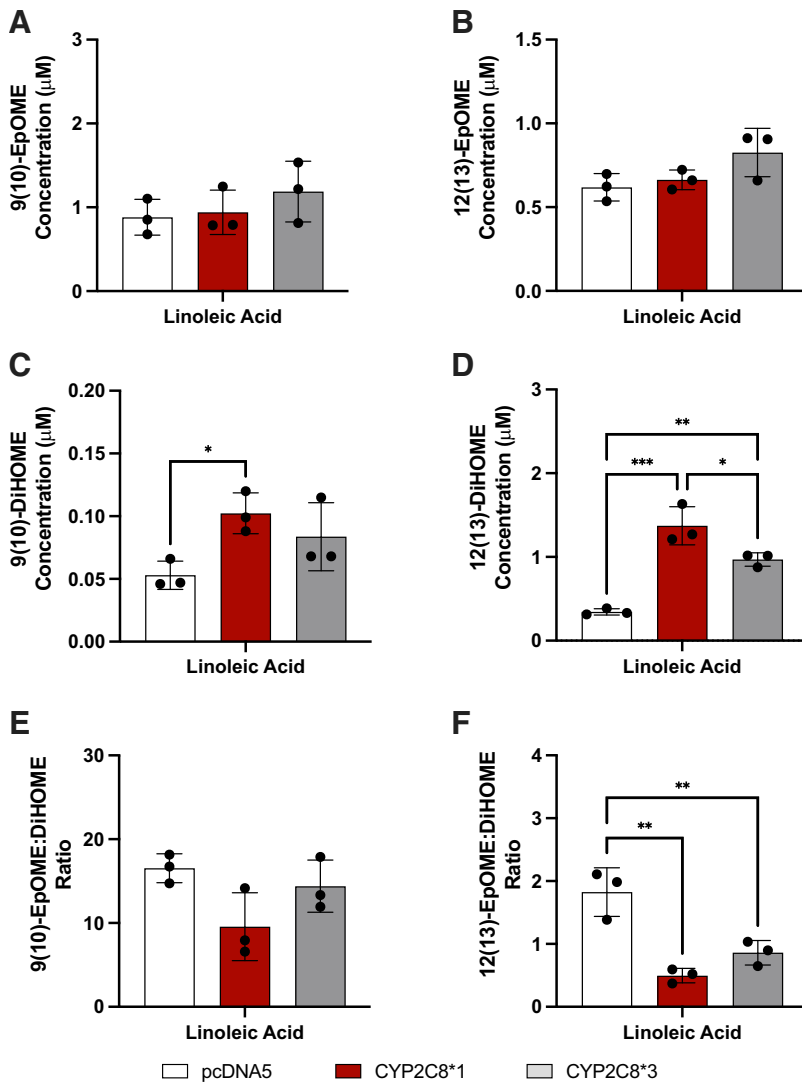 A
9(10)-EpOME
Concentration (μM)
3
2
1
0
Linoleic Acid
B
12(13)-EpOME
Concentration (μM)
1.5
1.0
0.5
0.0
Linoleic Acid
C
9(10)-DiHOME
Concentration (μM)
0.20
0.15
0.10
0.05
0.00
*
Linoleic Acid
D
12(13)-DiHOME
Concentration (μM)
3
2
1
0
**
***
*
Linoleic Acid
E
9(10)-EpOME:DiHOME
Ratio
30
20
10
0
Linoleic Acid
F
12(13)-EpOME:DiHOME
Ratio
4
3
2
1
0
**
**
Linoleic Acid
pcDNA5
CYP2C8*1
CYP2C8*3